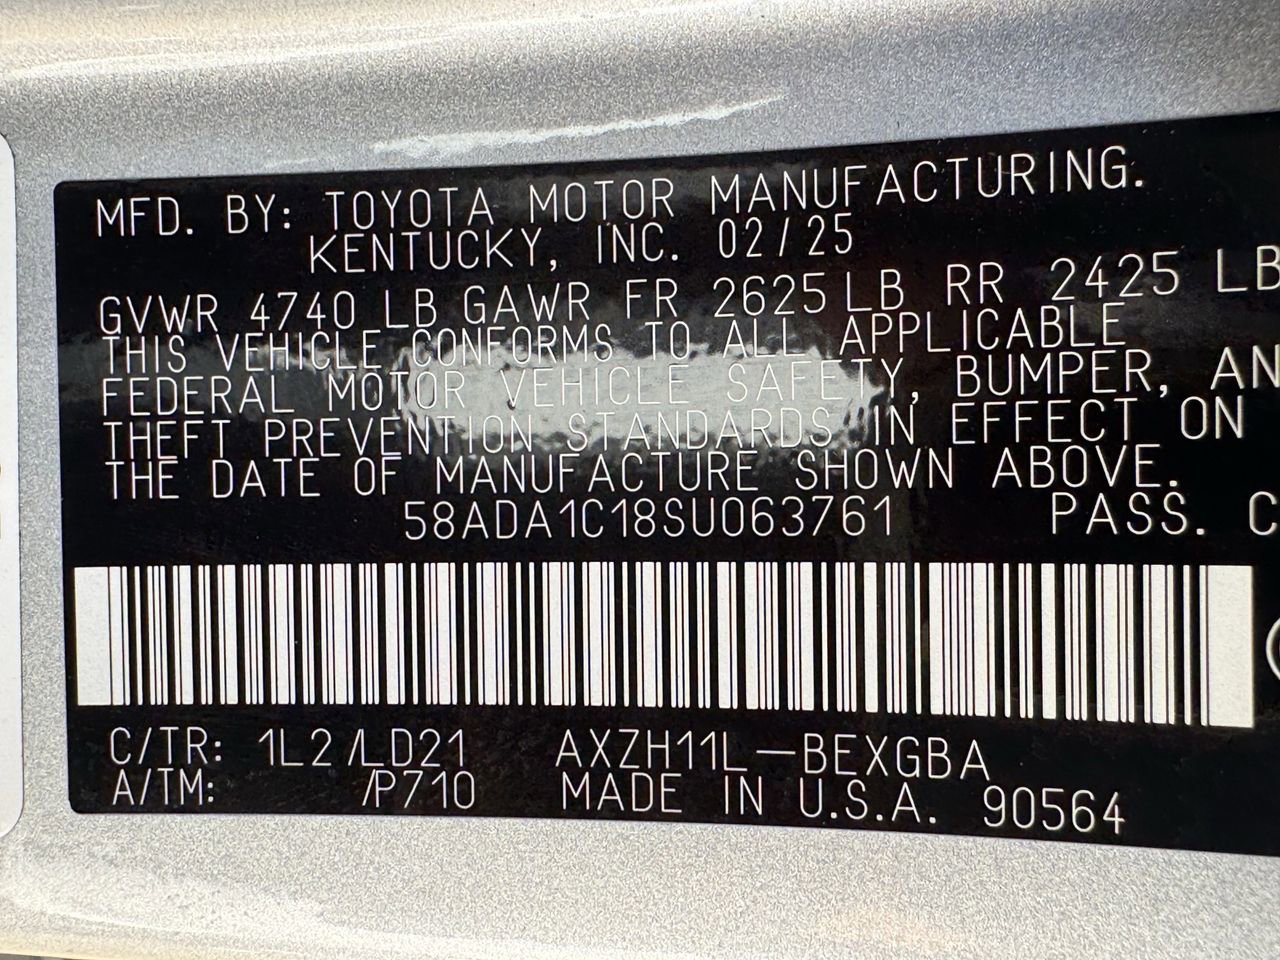 MFD. BY: TOYOTA MOTOR MANUFACTURING.
KENTUCKY, INC. 02/25
GVWR 4740 LB GAWR FR 2625 LB RR 2425 LB
THIS VEHICLE CONFORMS TO ALL APPLICABLE
FEDERAL MOTOR VEHICLE SAFETY, BUMPER, AN
THEFT PREVENTION STANDARDS IN EFFECT ON
THE DATE OF MANUFACTURE SHOWN ABOVE.
58ADA1C18SU063761 PASS. C
C/TR: 1L2/LD21 AXZH11L-BEXGBA
A/TM: /P710 MADE IN U.S.A. 90564